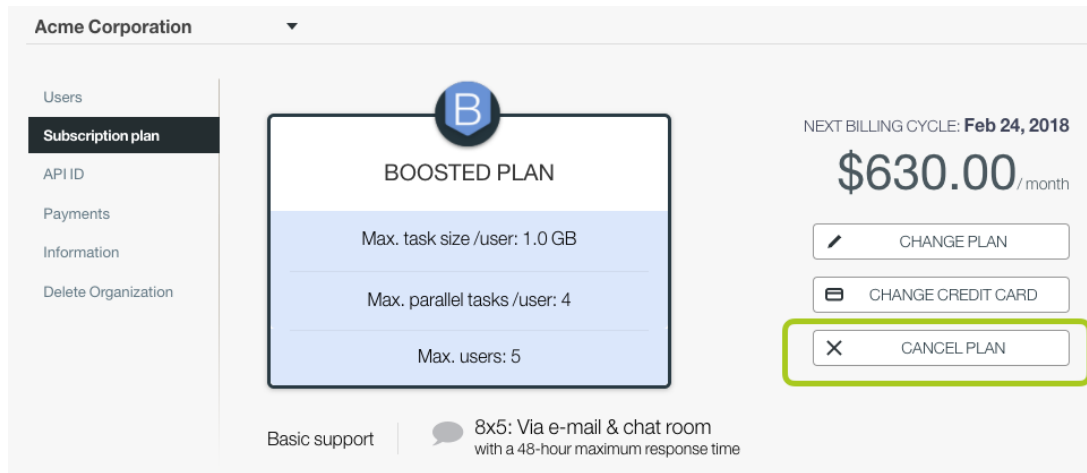 Acme Corporation
Users
Subscription plan
API ID
Payments
Information
Delete Organization
B
BOOSTED PLAN
Max. task size /user: 1.0 GB
Max. parallel tasks /user: 4
Max. users: 5
Basic support
8x5: Via e-mail & chat room
with a 48-hour maximum response time
NEXT BILLING CYCLE: Feb 24, 2018
$630.00/ month
CHANGE PLAN
CHANGE CREDIT CARD
CANCEL PLAN